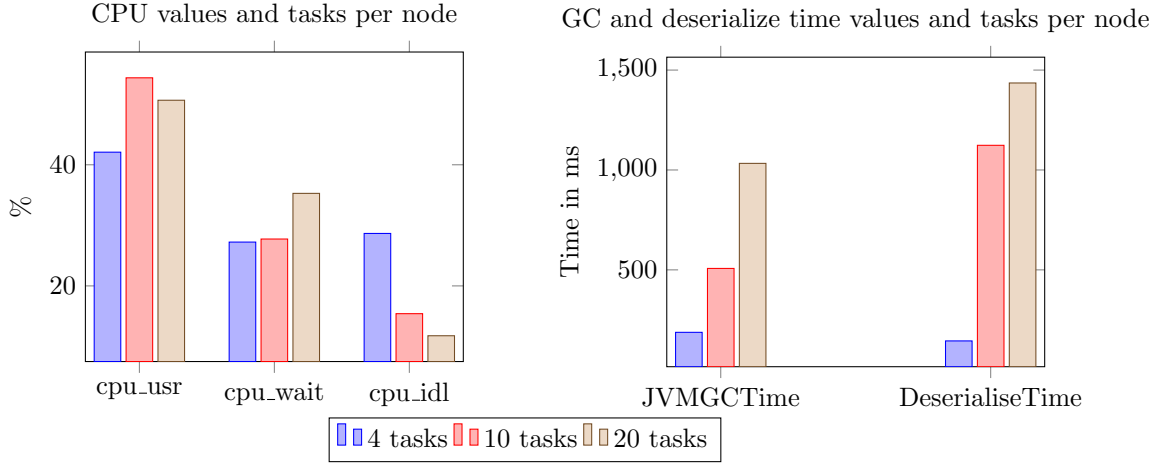 CPU values and tasks per node
%
40
20
cpu_usr cpu_wait cpu_idl
GC and deserialize time values and tasks per node
Time in ms
1,500
1,000
500
JVMGCTime DeserialiseTime
4 tasks 10 tasks 20 tasks